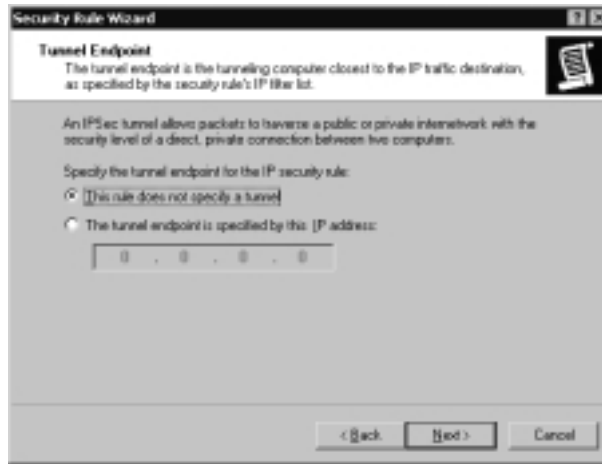 Security Rule Wizard
Tunnel Endpoint
The tunnel endpoint is the tunneling computer closest to the IP traffic destination,
as specified by the security rule's IP filter list.
An IPSec tunnel allows packets to traverse a public or private internetwork with the
security level of a direct, private connection between two computers.
Specify the tunnel endpoint for the IP security rule:
This rule does not specify a tunnel
The tunnel endpoint is specified by this IP address:
0 . 0 . 0 . 0
< Back Next > Cancel